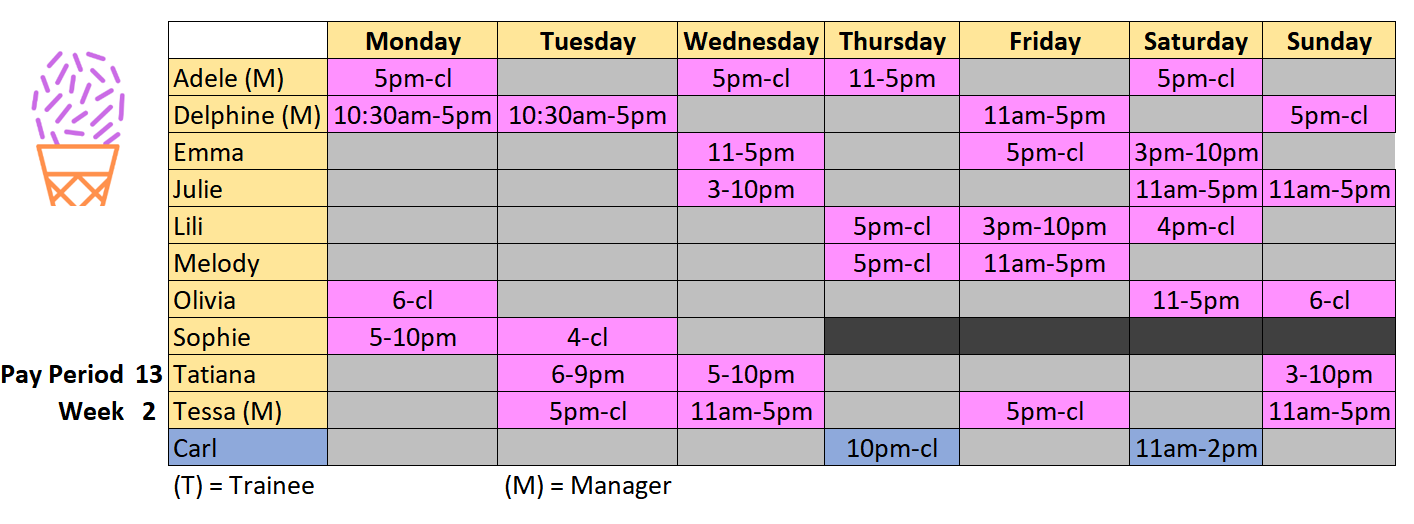 Monday Tuesday Wednesday Thursday Friday Saturday Sunday
Adele (M) 5pm-cl 5pm-cl 11-5pm 5pm-cl
Delphine (M) 10:30am-5pm 10:30am-5pm 11am-5pm 5pm-cl
Emma 11-5pm 5pm-cl 3pm-10pm
Julie 3-10pm 11am-5pm 11am-5pm
Lili 5pm-cl 3pm-10pm 4pm-cl
Melody 5pm-cl 11am-5pm
Olivia 6-cl 11-5pm 6-cl
Sophie 5-10pm 4-cl
Pay Period 13 Tatiana 6-9pm 5-10pm 3-10pm
Week 2 Tessa (M) 5pm-cl 11am-5pm 5pm-cl 11am-5pm
Carl 10pm-cl 11am-2pm
(T) = Trainee (M) = Manager